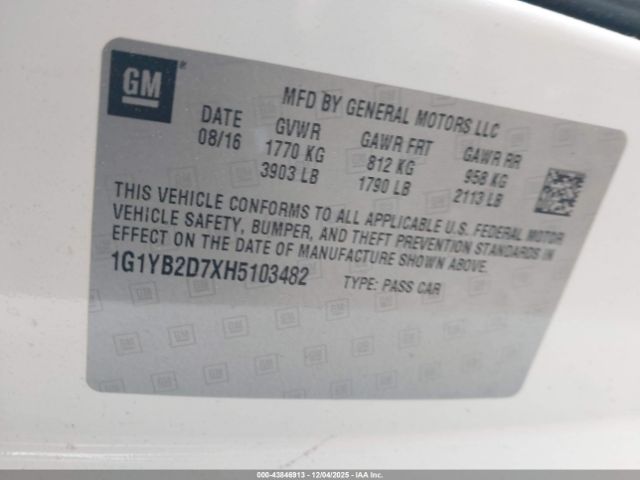 GM
MFD BY GENERAL MOTORS LLC
DATE GVWR GAWR FRT GAWR RR
08/16 1770 KG 812 KG 958 KG
3903 LB 1790 LB 2113 LB
THIS VEHICLE CONFORMS TO ALL APPLICABLE U.S. FEDERAL MOTOR
VEHICLE SAFETY, BUMPER, AND THEFT PREVENTION STANDARDS IN
EFFECT ON THE DATE OF MANUFACTURE SHOWN ABOVE.
1G1YB2D7XH5103482 TYPE: PASS CAR
000-43846913 - 12/04/2025 - IAAI, Inc.